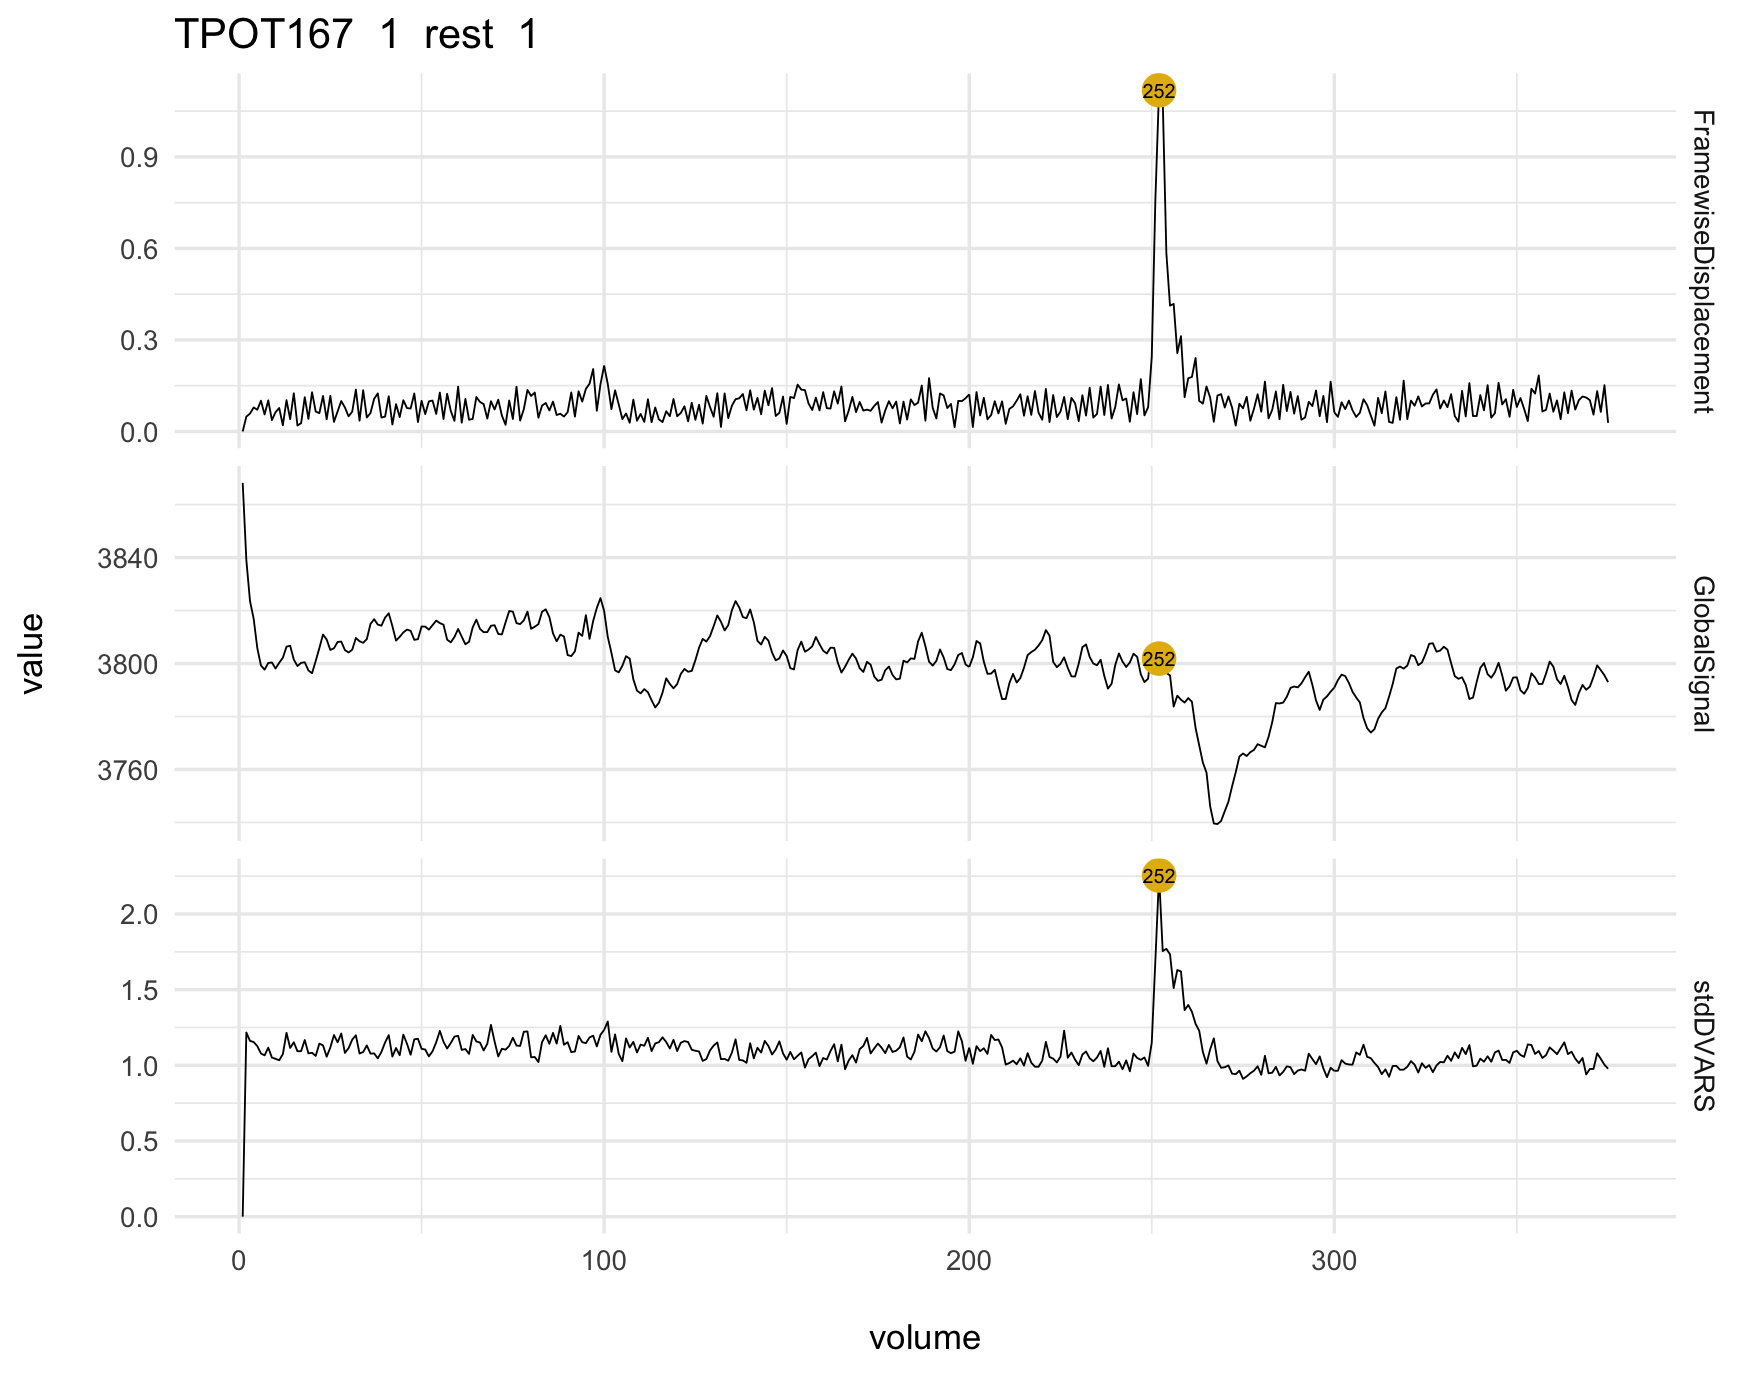 TPOT167 1 rest 1
252
0.9
0.6
0.3
0.0
FramewiseDisplacement
3840
3800
3760
252
GlobalSignal
value
252
2.0
1.5
1.0
0.5
0.0
stdDVARS
0 100 200 300
volume